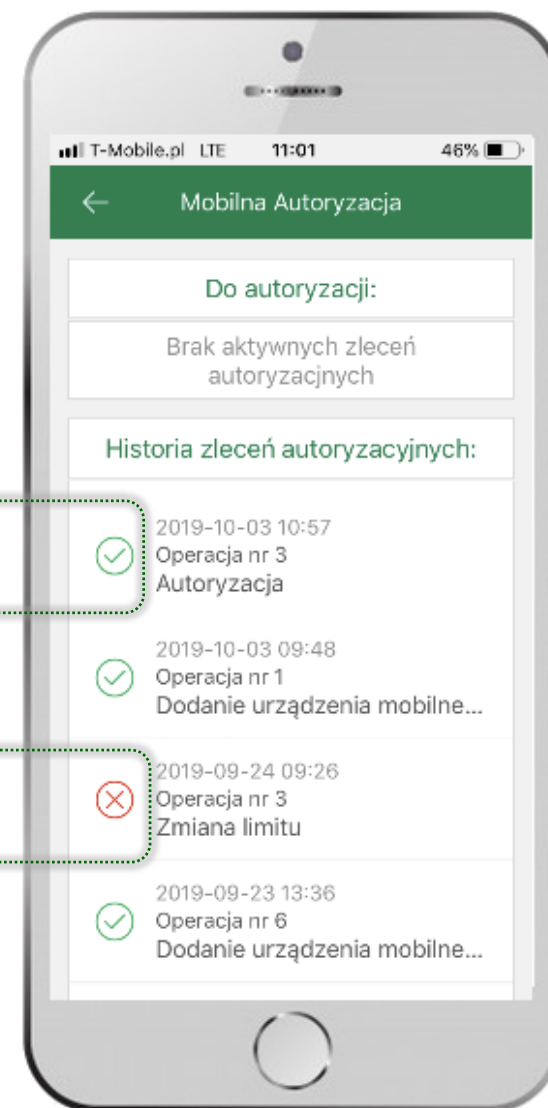 T-Mobile.pl LTE 11:01 46%
Mobilna Autoryzacja
Do autoryzacji:
Brak aktywnych zleceń
autoryzacjnych
Historia zleceń autoryzacyjnych:
2019-10-03 10:57
Operacja nr 3
Autoryzacja
2019-10-03 09:48
Operacja nr 1
Dodanie urządzenia mobilne...
2019-09-24 09:26
Operacja nr 3
Zmiana limitu
2019-09-23 13:36
Operacja nr 6
Dodanie urządzenia mobilne...